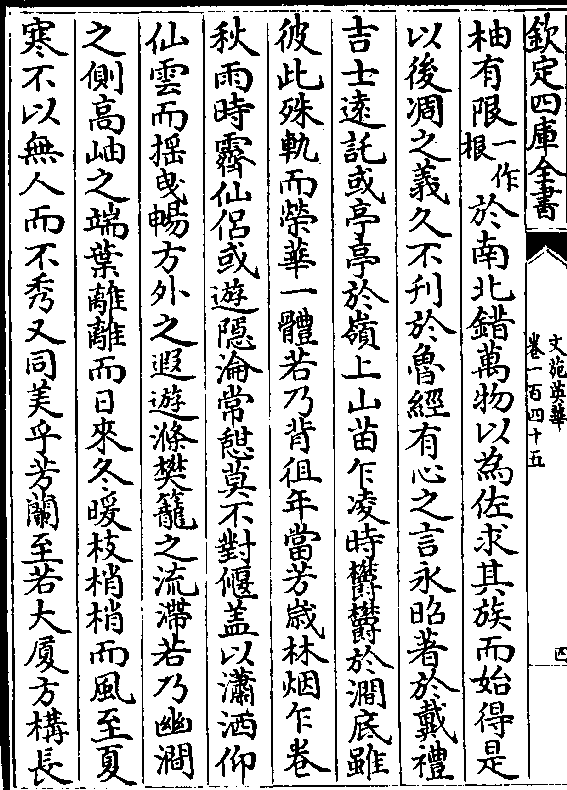 欽定四庫全書
文苑英華
卷一百四十五
四
柚有限一作根於南北錯萬物以為佐求其族而始得是
以後凋之義久不刋於魯經有心之言永昭著於戴禮
吉士遠託或亭亭於嶺上山苗乍凌時欝欝於澗底雖
彼此殊軌而榮華一體若乃背徂年當芳歲林烟乍卷
秋雨時霽仙侶或遊隠淪常憇莫不對偃盖以瀟洒仰
仙雲而揺曵暢方外之遐遊滌樊籠之流滯若乃幽澗
之側髙岫之端葉離離而日來冬暖枝梢梢而風至夏
寒不以無人而不秀又同美乎芳蘭至若大厦方構長